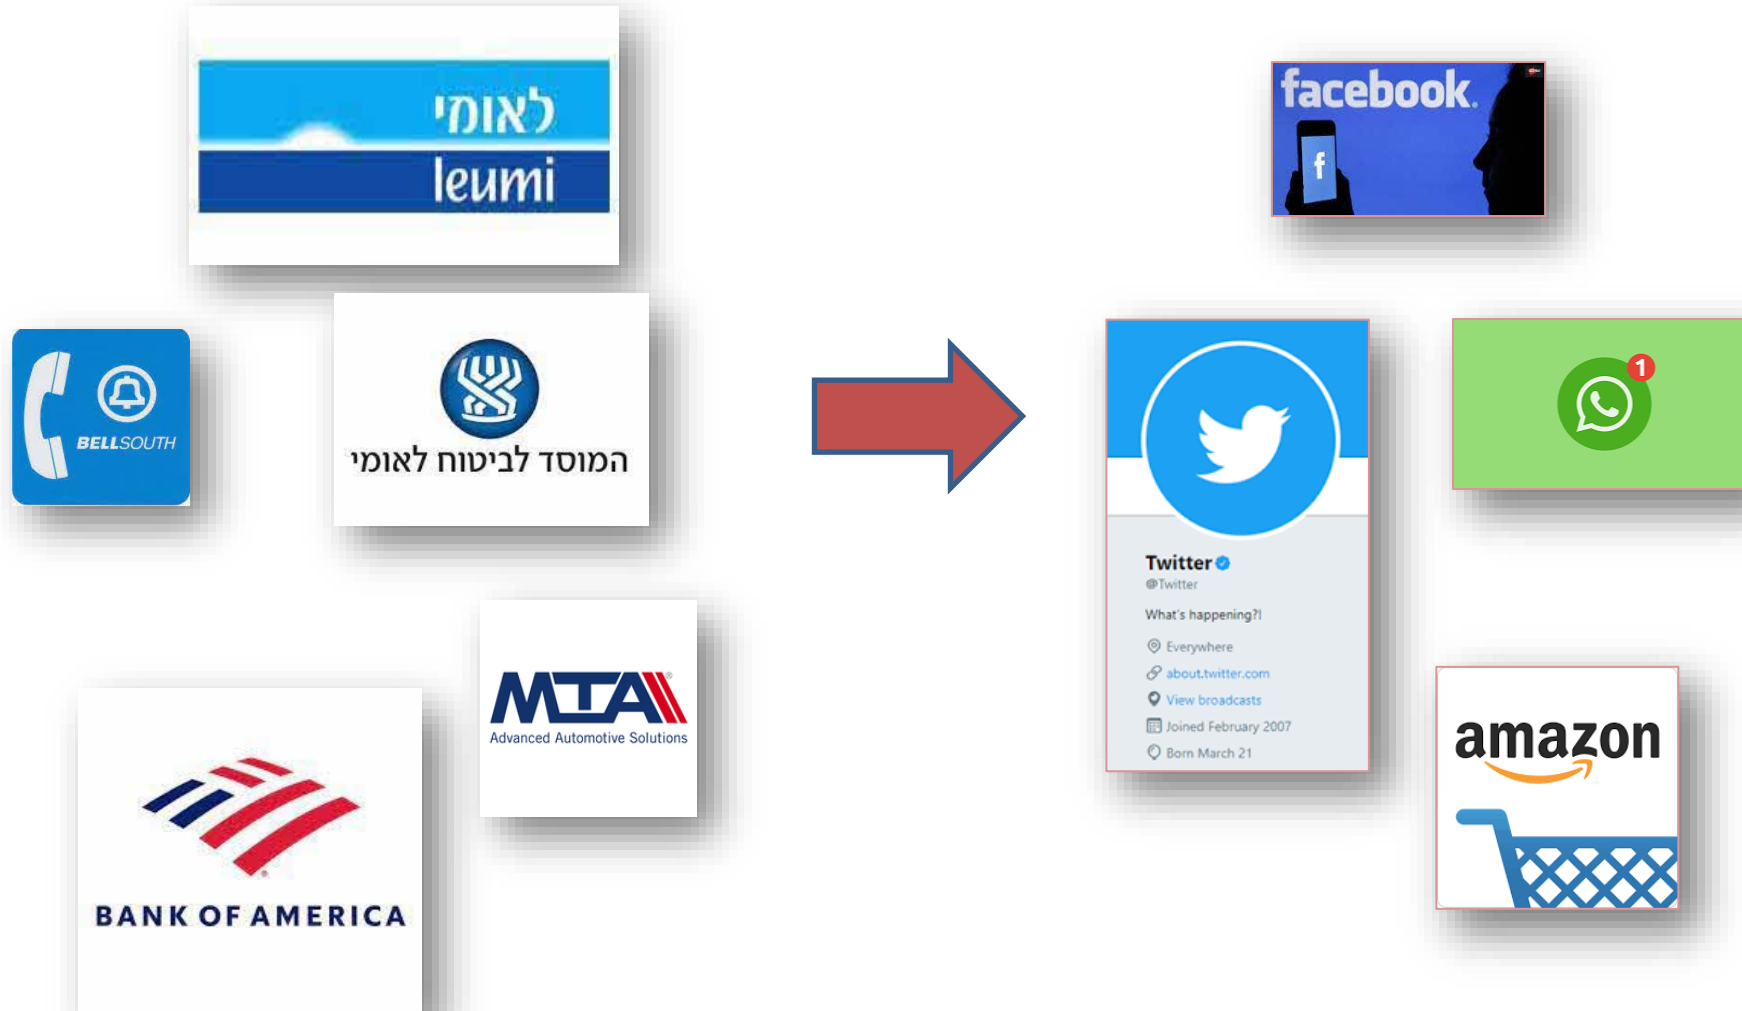 לאומי
leumi
BELLSOUTH
המוסד לביטוח לאומי
MTA
Advanced Automotive Solutions
BANK OF AMERICA
facebook.
f
Twitter
@Twitter
What's happening?!
Everywhere
about.twitter.com
View broadcasts
Joined February 2007
Born March 21
1
amazon